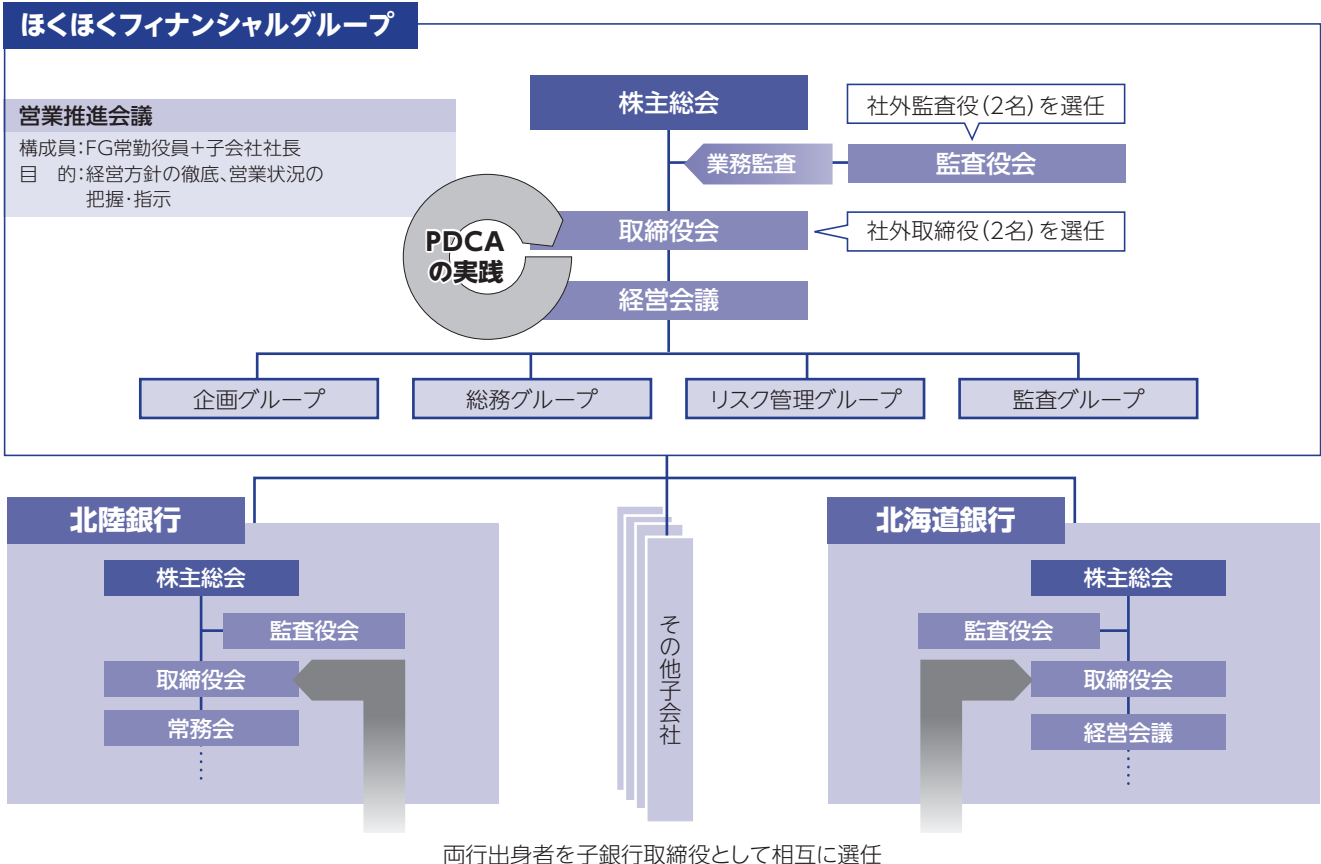 ほくほくフィナンシャルグループ
営業推進会議
構成員:FG常勤役員+子会社社長
目　的:経営方針の徹底、営業状況の
把握・指示
株主総会
社外監査役(2名)を選任
業務監査
監査役会
PDCA
の実践
取締役会
社外取締役(2名)を選任
経営会議
企画グループ
総務グループ
リスク管理グループ
監査グループ
北陸銀行
株主総会
監査役会
取締役会
常務会
その他子会社
北海道銀行
株主総会
監査役会
取締役会
経営会議
両行出身者を子銀行取締役として相互に選任